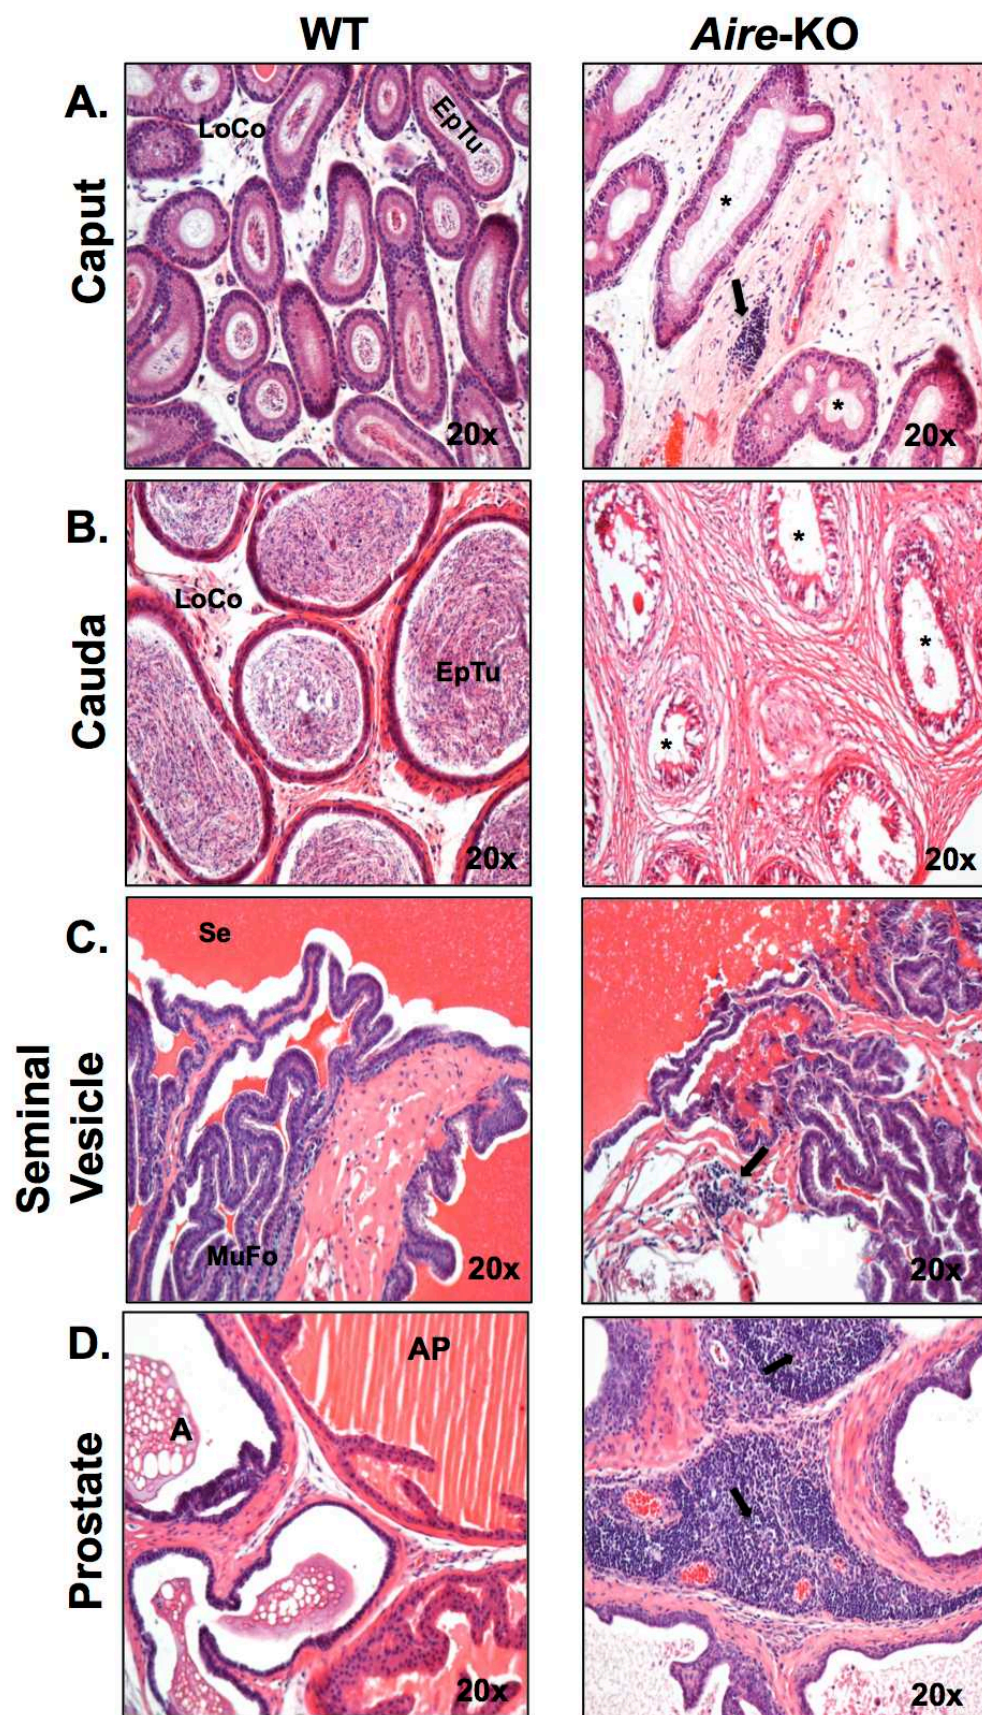 WT
Aire-KO
A.
Caput
LoCo
EpTu
20x
*
*
20x
B.
Cauda
LoCo
EpTu
20x
*
*
*
20x
C.
Seminal
Vesicle
Se
MuFo
20x
20x
D.
Prostate
A
AP
20x
20x